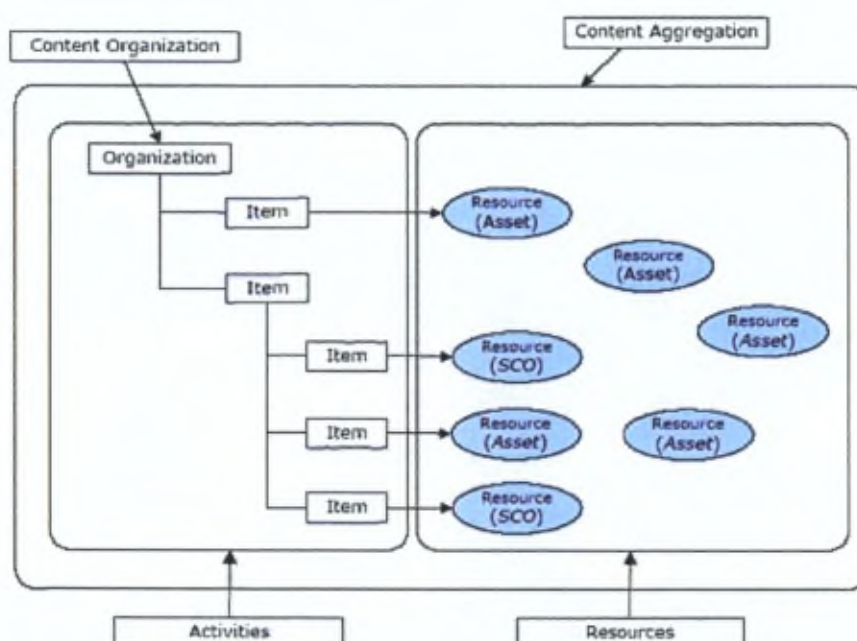 Content Organization
Content Aggregation
Organization
Item
Resource
(Asset)
Resource
(Asset)
Item
Resource
(Asset)
Item
Resource
(SCO)
Item
Resource
(Asset)
Resource
(Asset)
Item
Resource
(SCO)
Activities
Resources